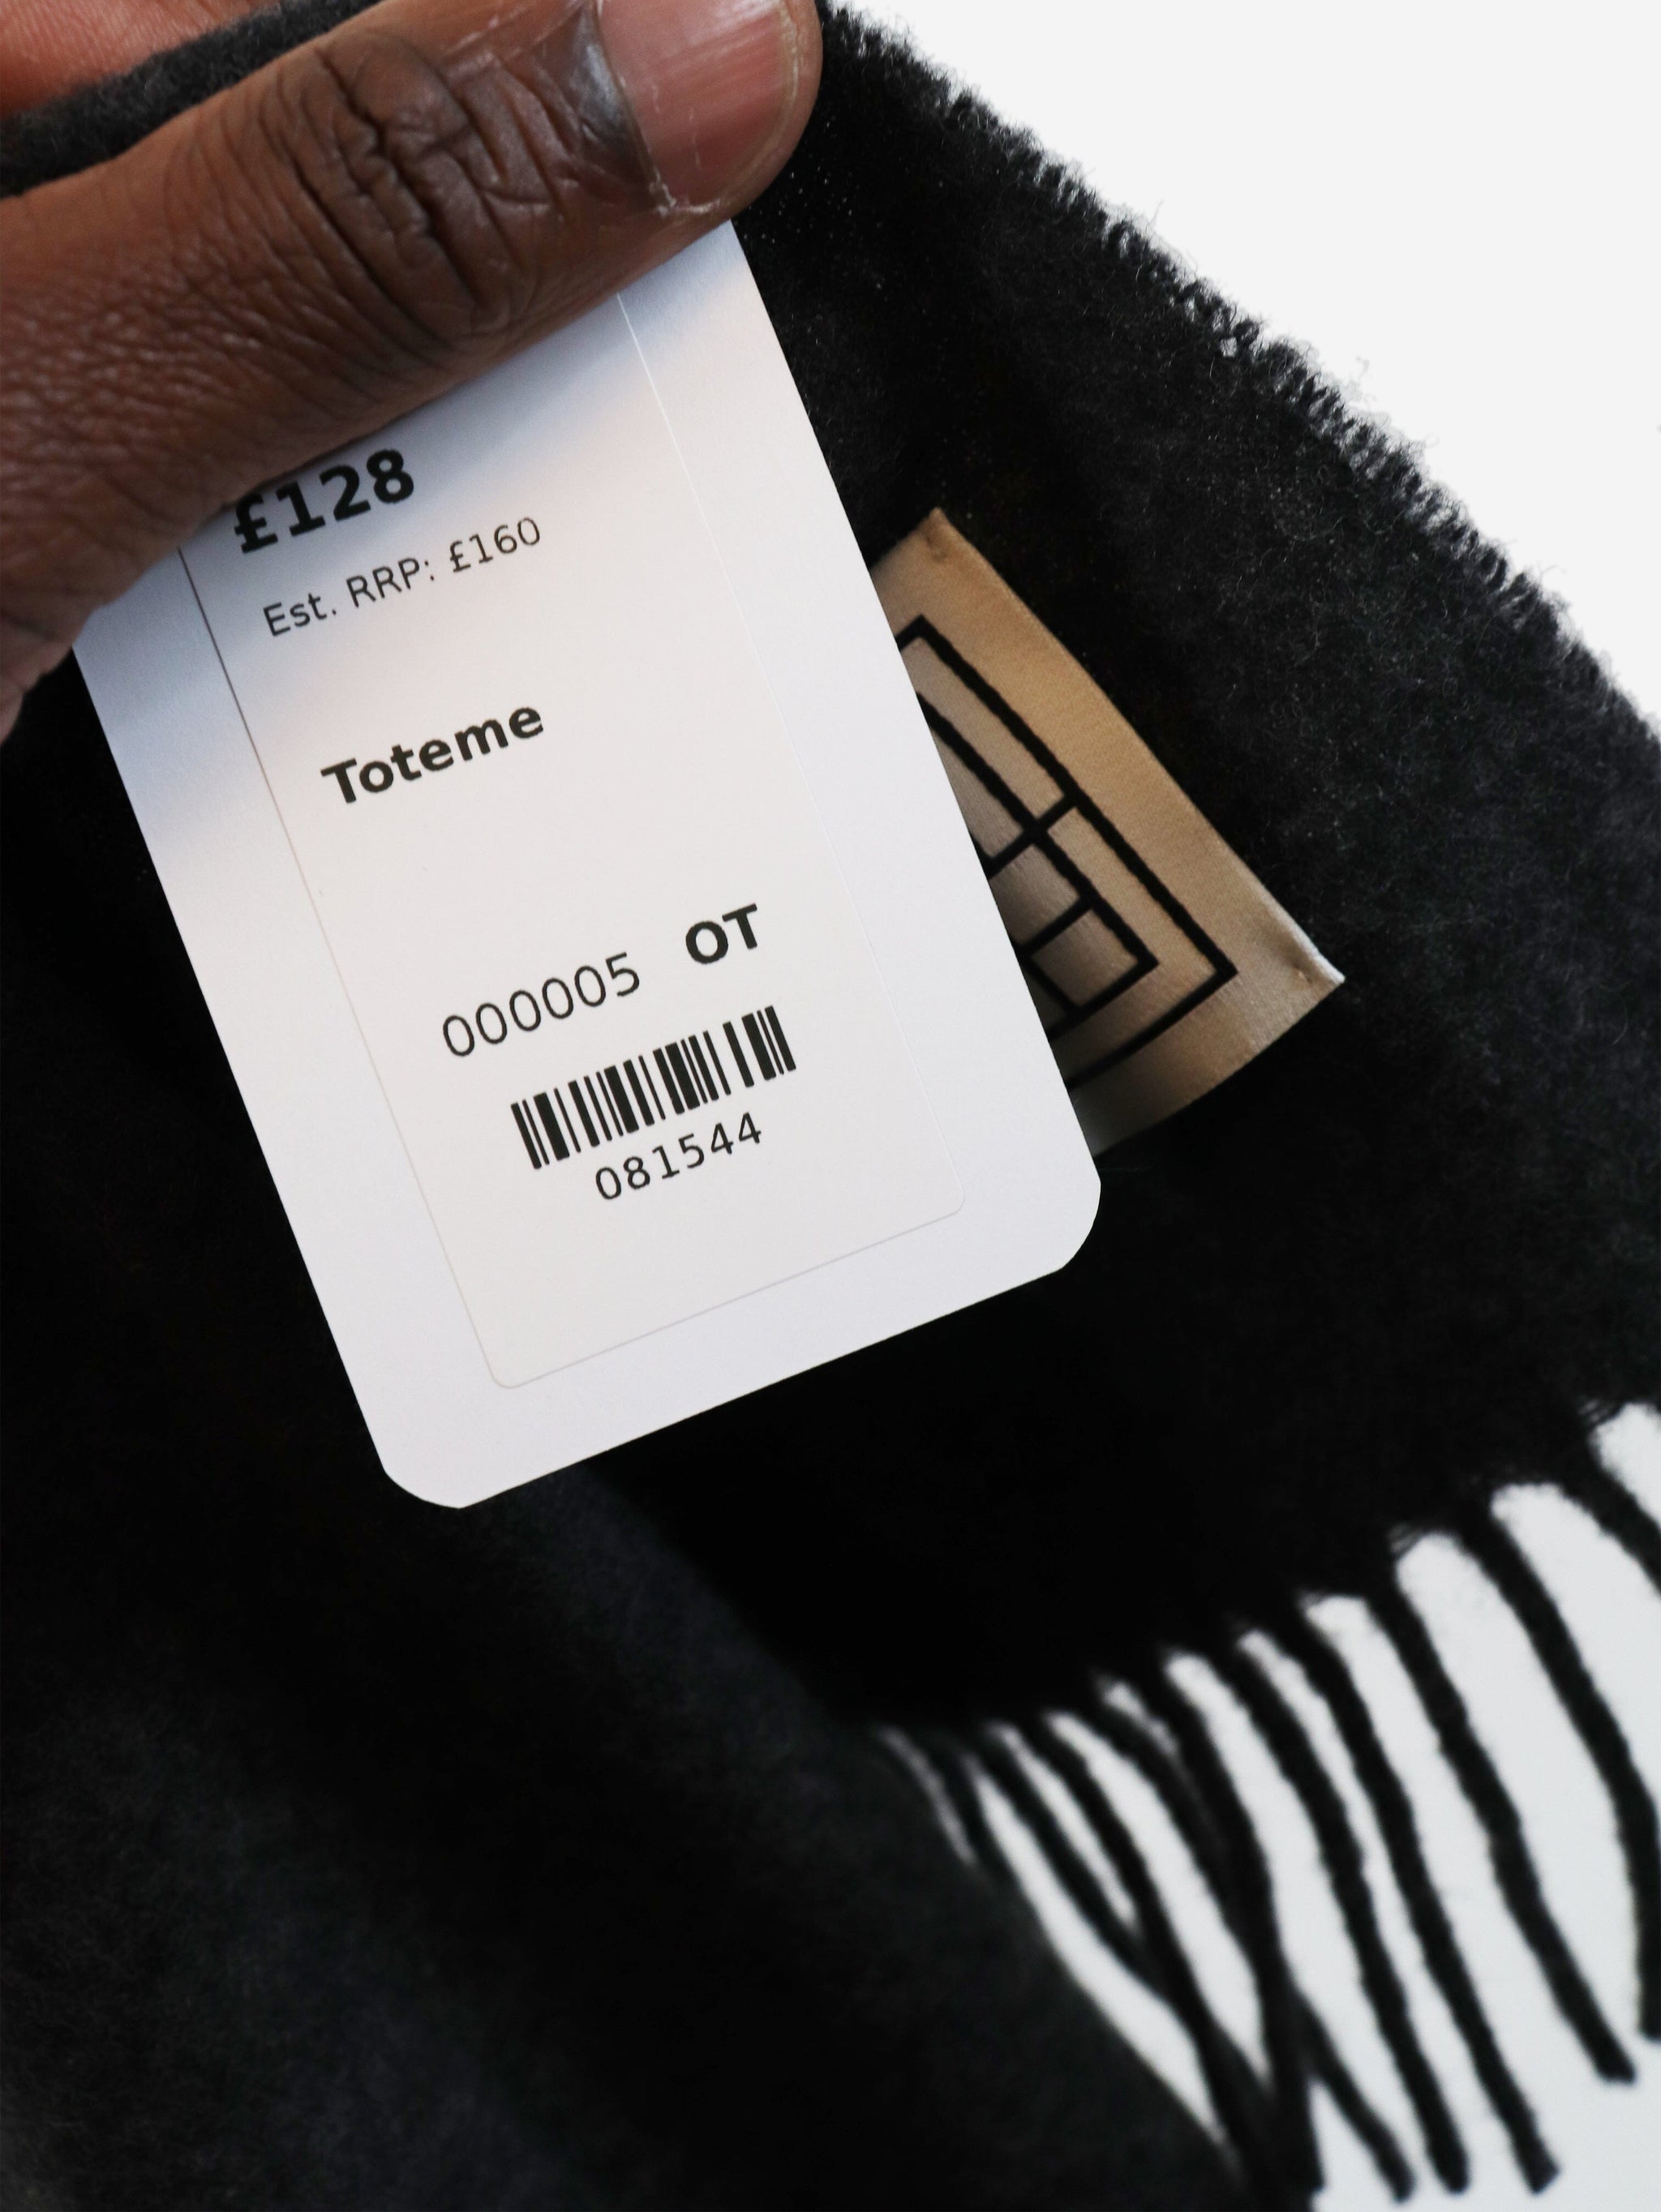 £128
Est. RRP: £160
Toteme
000005 OT
081544